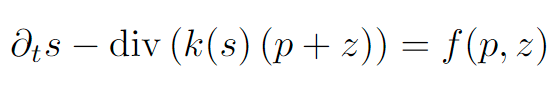 ∂ₜs − div (k(s) (p + z)) = f(p, z)